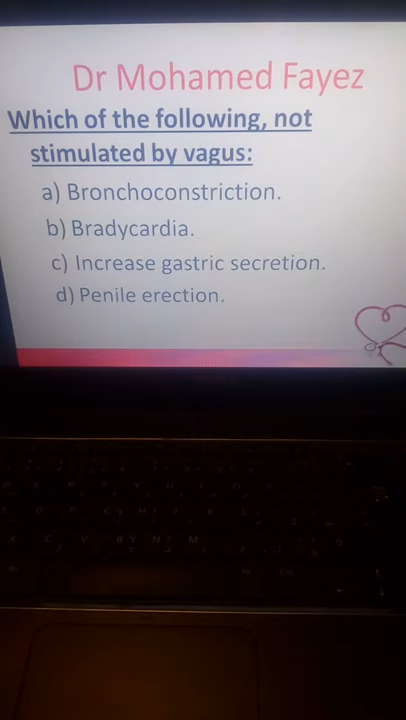 Dr Mohamed Fayez
Which of the following, not
stimulated by vagus:
a) Bronchoconstriction.
b) Bradycardia.
c) Increase gastric secretion.
d) Penile erection.